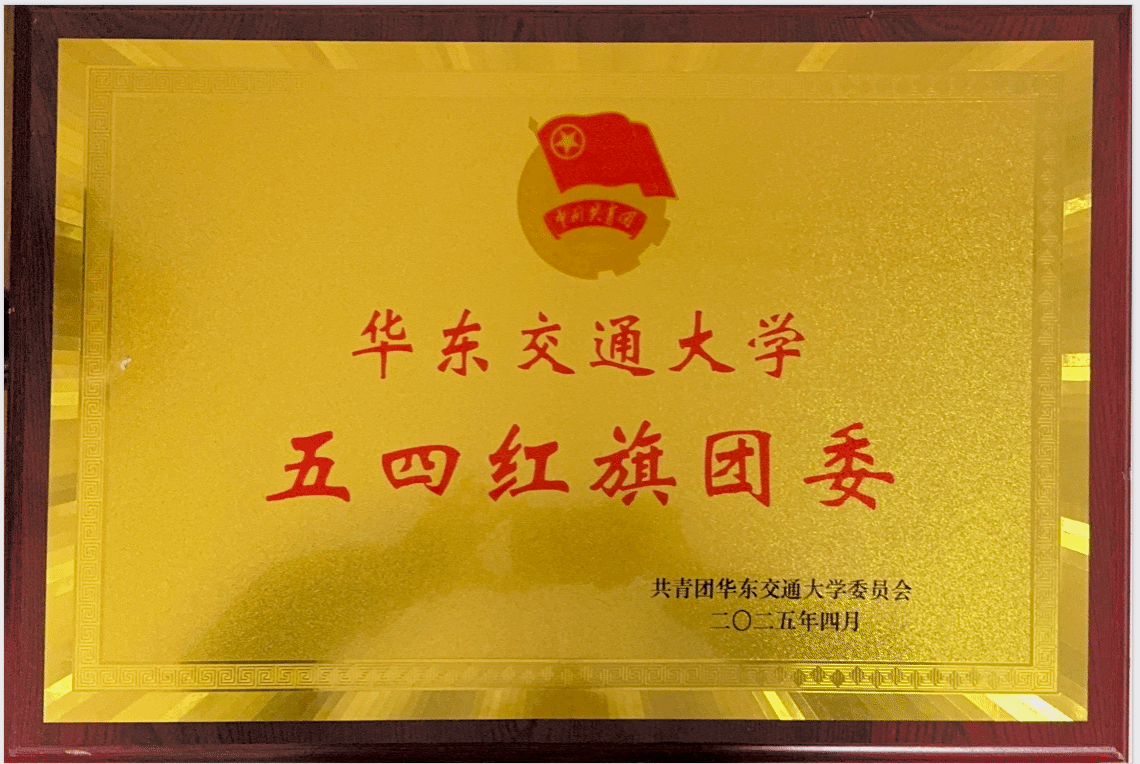 中国共青团
华东交通大学
五四红旗团委
共青团华东交通大学委员会
二〇二五年四月